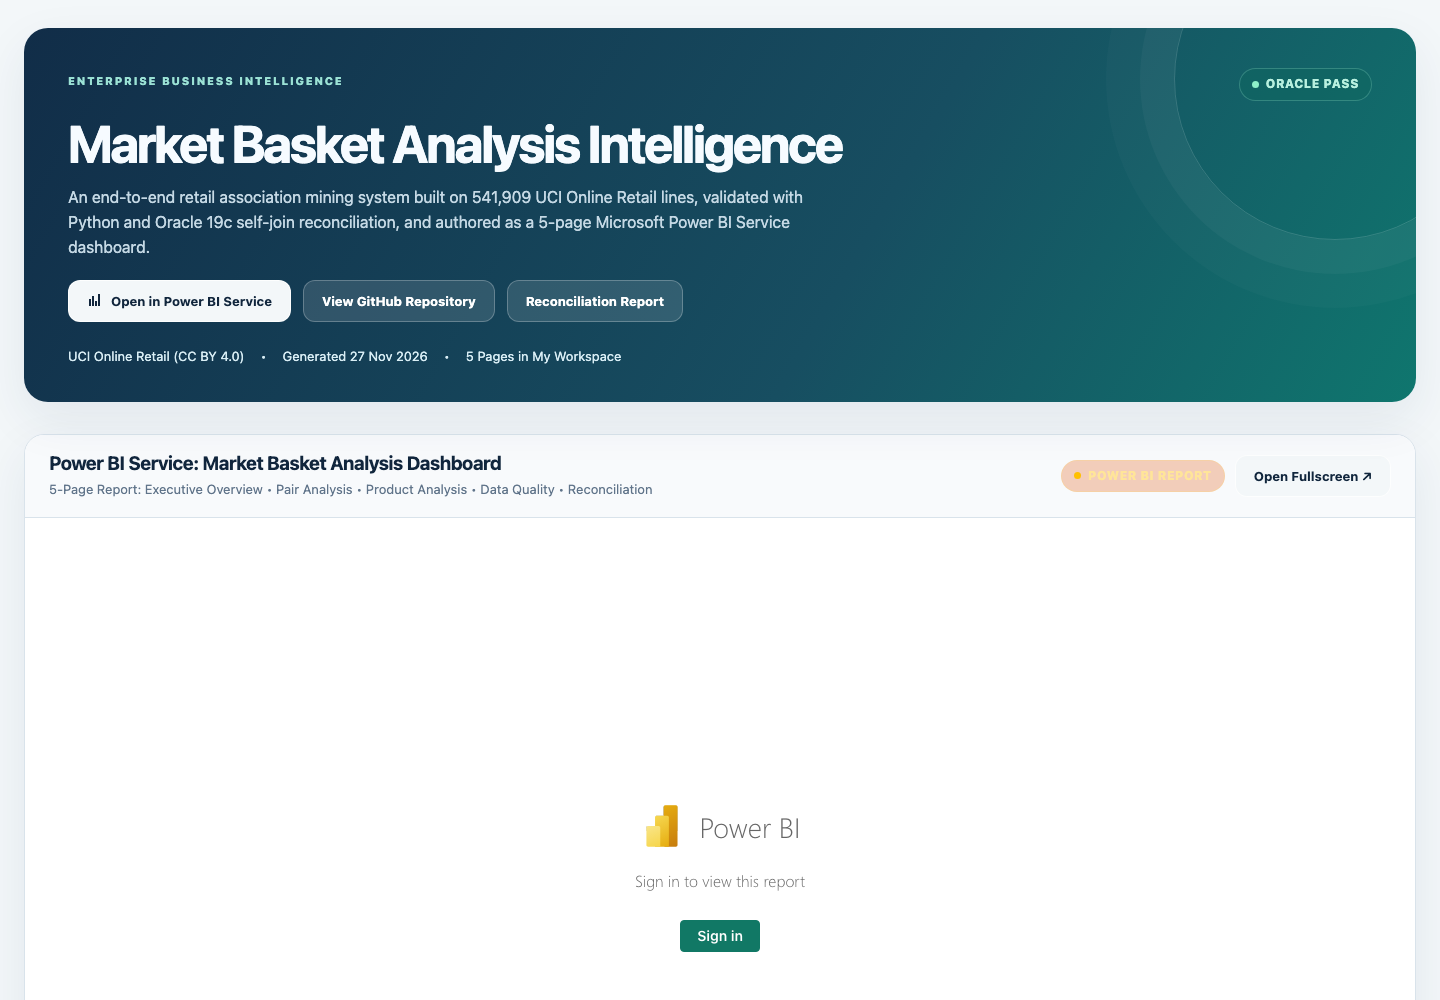 ENTERPRISE BUSINESS INTELLIGENCE
ORACLE PASS
Market Basket Analysis Intelligence
An end-to-end retail association mining system built on 541,909 UCI Online Retail lines, validated with
Python and Oracle 19c self-join reconciliation, and authored as a 5-page Microsoft Power BI Service
dashboard.
Open in Power BI Service
View GitHub Repository
Reconciliation Report
UCI Online Retail (CC BY 4.0) • Generated 27 Nov 2026 • 5 Pages in My Workspace
Power BI Service: Market Basket Analysis Dashboard
5-Page Report: Executive Overview • Pair Analysis • Product Analysis • Data Quality • Reconciliation
POWER BI REPORT
Open Fullscreen ↗
Power BI
Sign in to view this report
Sign in